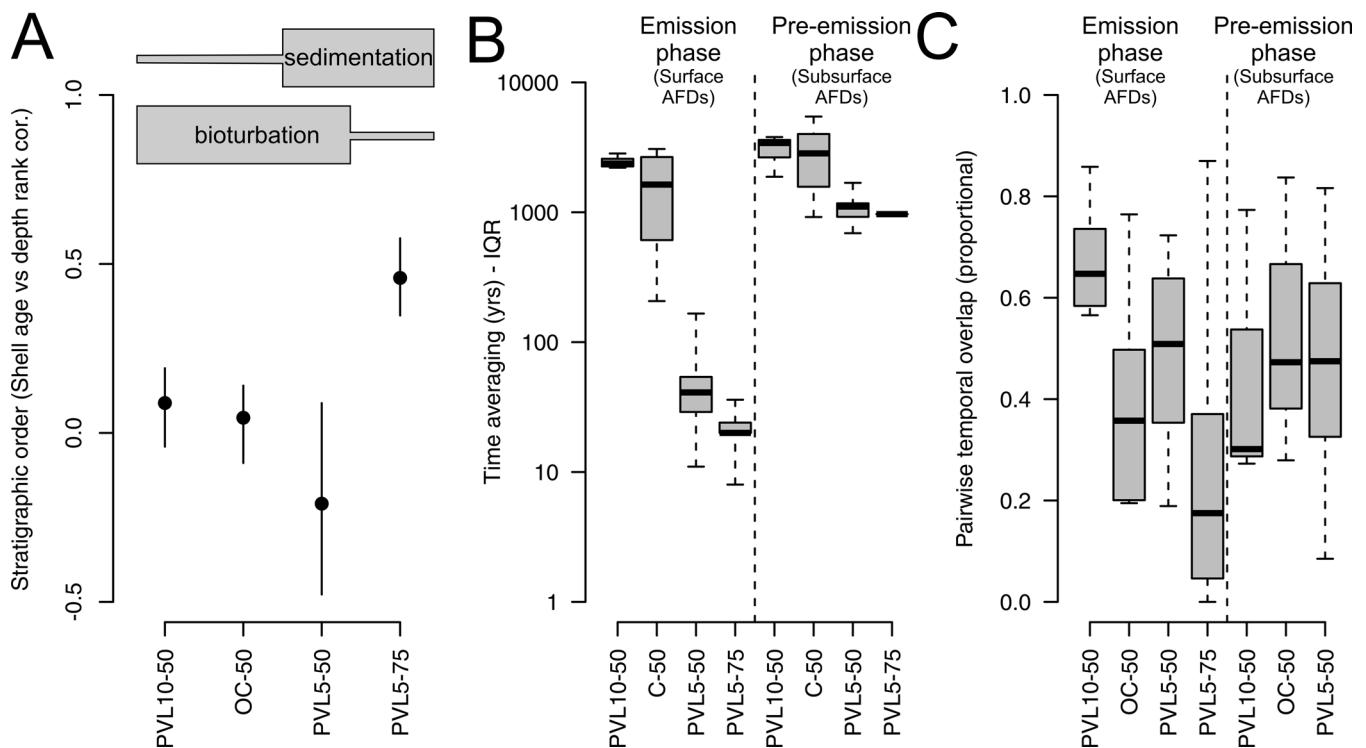 A
sedimentation
bioturbation
Stratigraphic order (Shell age vs depth rank cor.)
1.0
0.5
0.0
-0.5
PVL10-50
OC-50
PVL5-50
PVL5-75
B
Emission
phase
(Surface
AFDs)
Pre-emission
phase
(Subsurface
AFDs)
Time averaging (yrs) - IQR
10000
1000
100
10
1
PVL10-50
C-50
PVL5-50
PVL5-75
PVL10-50
C-50
PVL5-50
PVL5-75
C
Emission
phase
(Surface
AFDs)
Pre-emission
phase
(Subsurface
AFDs)
Pairwise temporal overlap (proportional)
1.0
0.8
0.6
0.4
0.2
0.0
PVL10-50
OC-50
PVL5-50
PVL5-75
PVL10-50
OC-50
PVL5-50